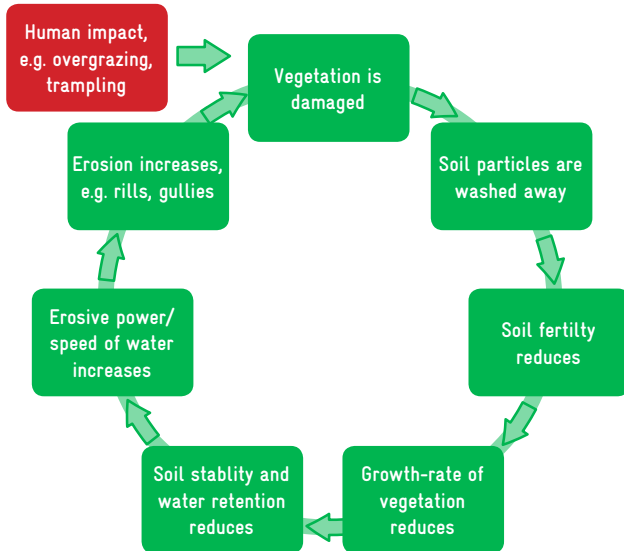 Human impact,
e.g. overgrazing,
trampling
Vegetation is
damaged
Soil particles are
washed away
Soil fertilty
reduces
Growth-rate of
vegetation
reduces
Soil stablity and
water retention
reduces
Erosive power/
speed of water
increases
Erosion increases,
e.g. rills, gullies